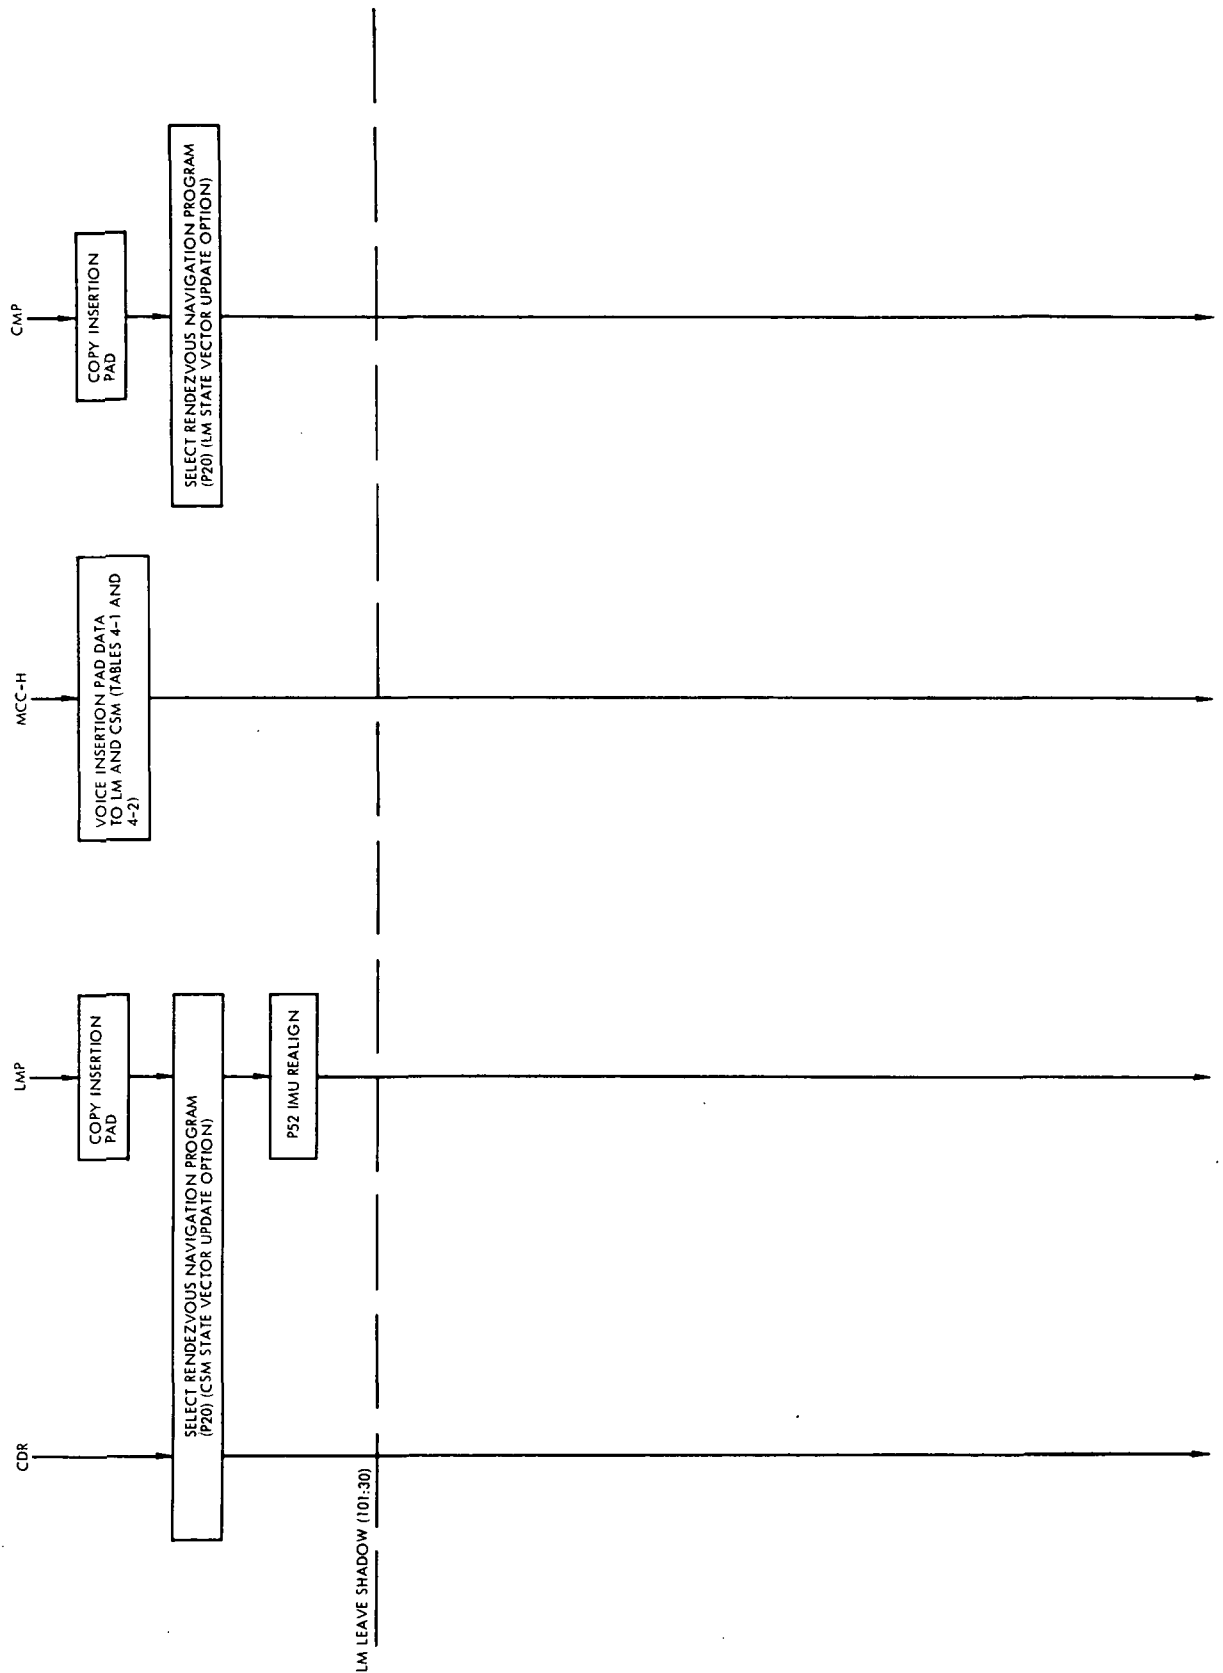 CDR
LMP
MCC-H
CMP
COPY INSERTION
PAD
VOICE INSERTION PAD DATA
TO LM AND CSM (TABLES 4-1 AND
4-2)
COPY INSERTION
PAD
SELECT RENDEZVOUS NAVIGATION PROGRAM
(P20) (CSM STATE VECTOR UPDATE OPTION)
SELECT RENDEZVOUS NAVIGATION PROGRAM
(P20) (LM STATE VECTOR UPDATE OPTION)
P52 IMU REALIGN
LM LEAVE SHADOW (101:30)